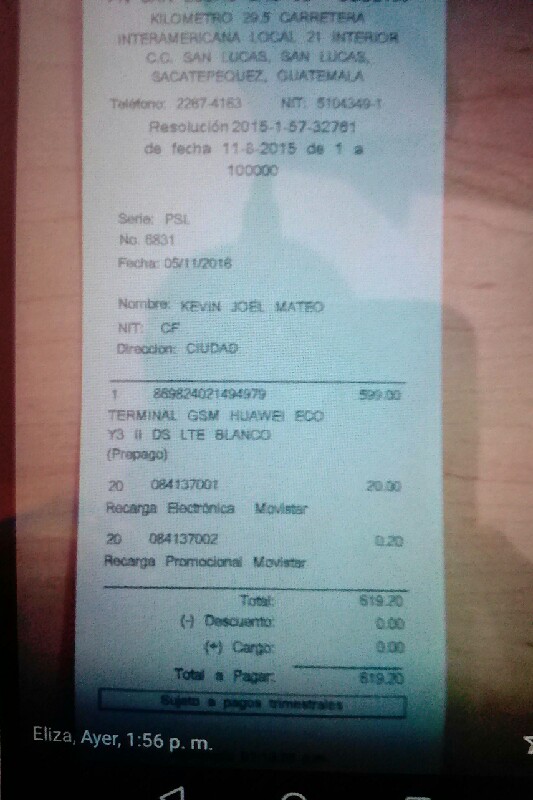 KILOMETRO 29.5 CARRETERA
INTERAMERICANA LOCAL 21 INTERIOR
C.C. SAN LUCAS, SAN LUCAS,
SACATEPEQUEZ, GUATEMALA
Teléfono: 2267-4163 NIT: 5104349-1
Resolución 2015-1-57-32761
de fecha 11-8-2015 de 1 a
100000
Serie: PSL
No. 6831
Fecha: 05/11/2016
Nombre: KEVIN JOEL MATEO
NIT: CF
Direccion: CIUDAD
1 869824021494979 599.00
TERMINAL GSM HUAWEI ECO
Y3 II DS LTE BLANCO
(Prepago)
20 084137001 20.00
Recarga Electrónica Movistar
20 084137002 0.20
Recarga Promocional Movistar
Total: 619.20
(-) Descuento: 0.00
(+) Cargo: 0.00
Total a Pagar: 619.20
Sujeto a pagos trimestrales
Eliza, Ayer, 1:56 p. m.